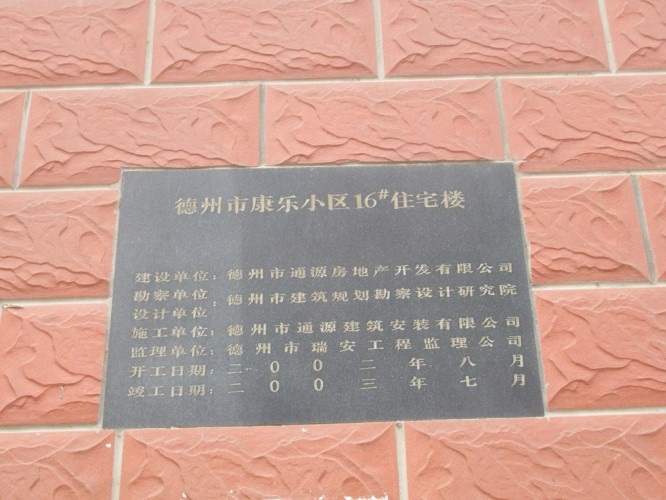 德州市康乐小区16#住宅楼
建设单位：德州市通源房地产开发有限公司
勘察单位
设计单位：德州市建筑规划勘察设计研究院
施工单位：德州市通源建筑安装有限公司
监理单位：德州市瑞安工程监理公司
开工日期：二00二年八月
竣工日期：二00三年七月